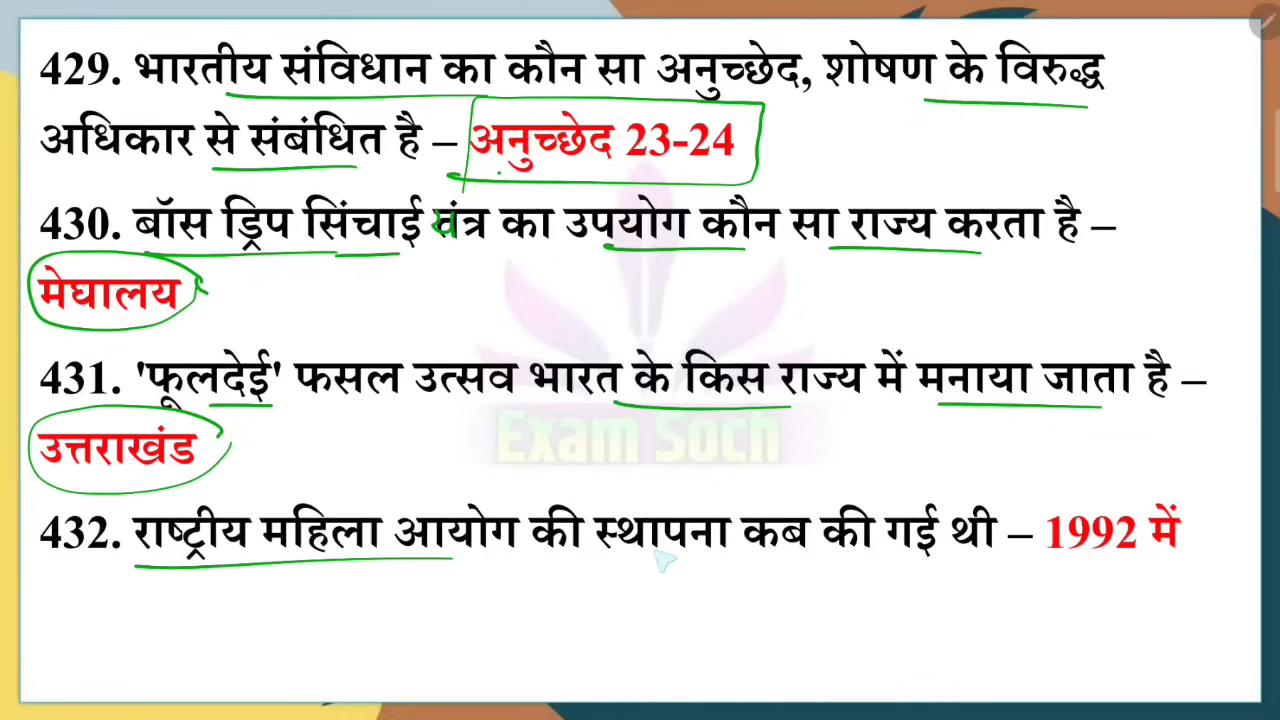 429. भारतीय संविधान का कौन सा अनुच्छेद, शोषण के विरुद्ध
अधिकार से संबंधित है – अनुच्छेद 23-24
430. बॉस ड्रिप सिंचाई तंत्र का उपयोग कौन सा राज्य करता है –
मेघालय
431. 'फूलदेई' फसल उत्सव भारत के किस राज्य में मनाया जाता है –
उत्तराखंड
Exam Soch
432. राष्ट्रीय महिला आयोग की स्थापना कब की गई थी – 1992 में